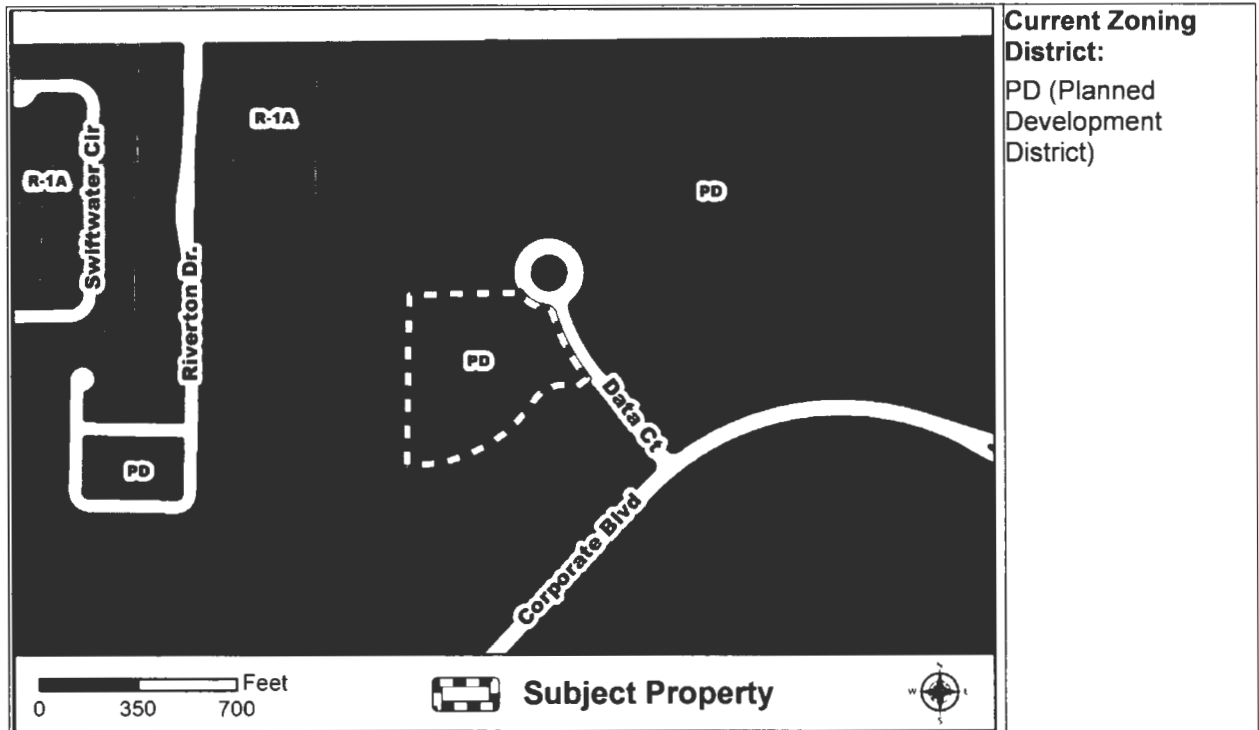 Current Zoning
District:
PD (Planned
Development
District)
R-1A
R-1A
PD
Swiftwater Cir
Riverton Dr.
PD
Data Ct
PD
Corporate Blvd
Feet
0 350 700
Subject Property
W
S